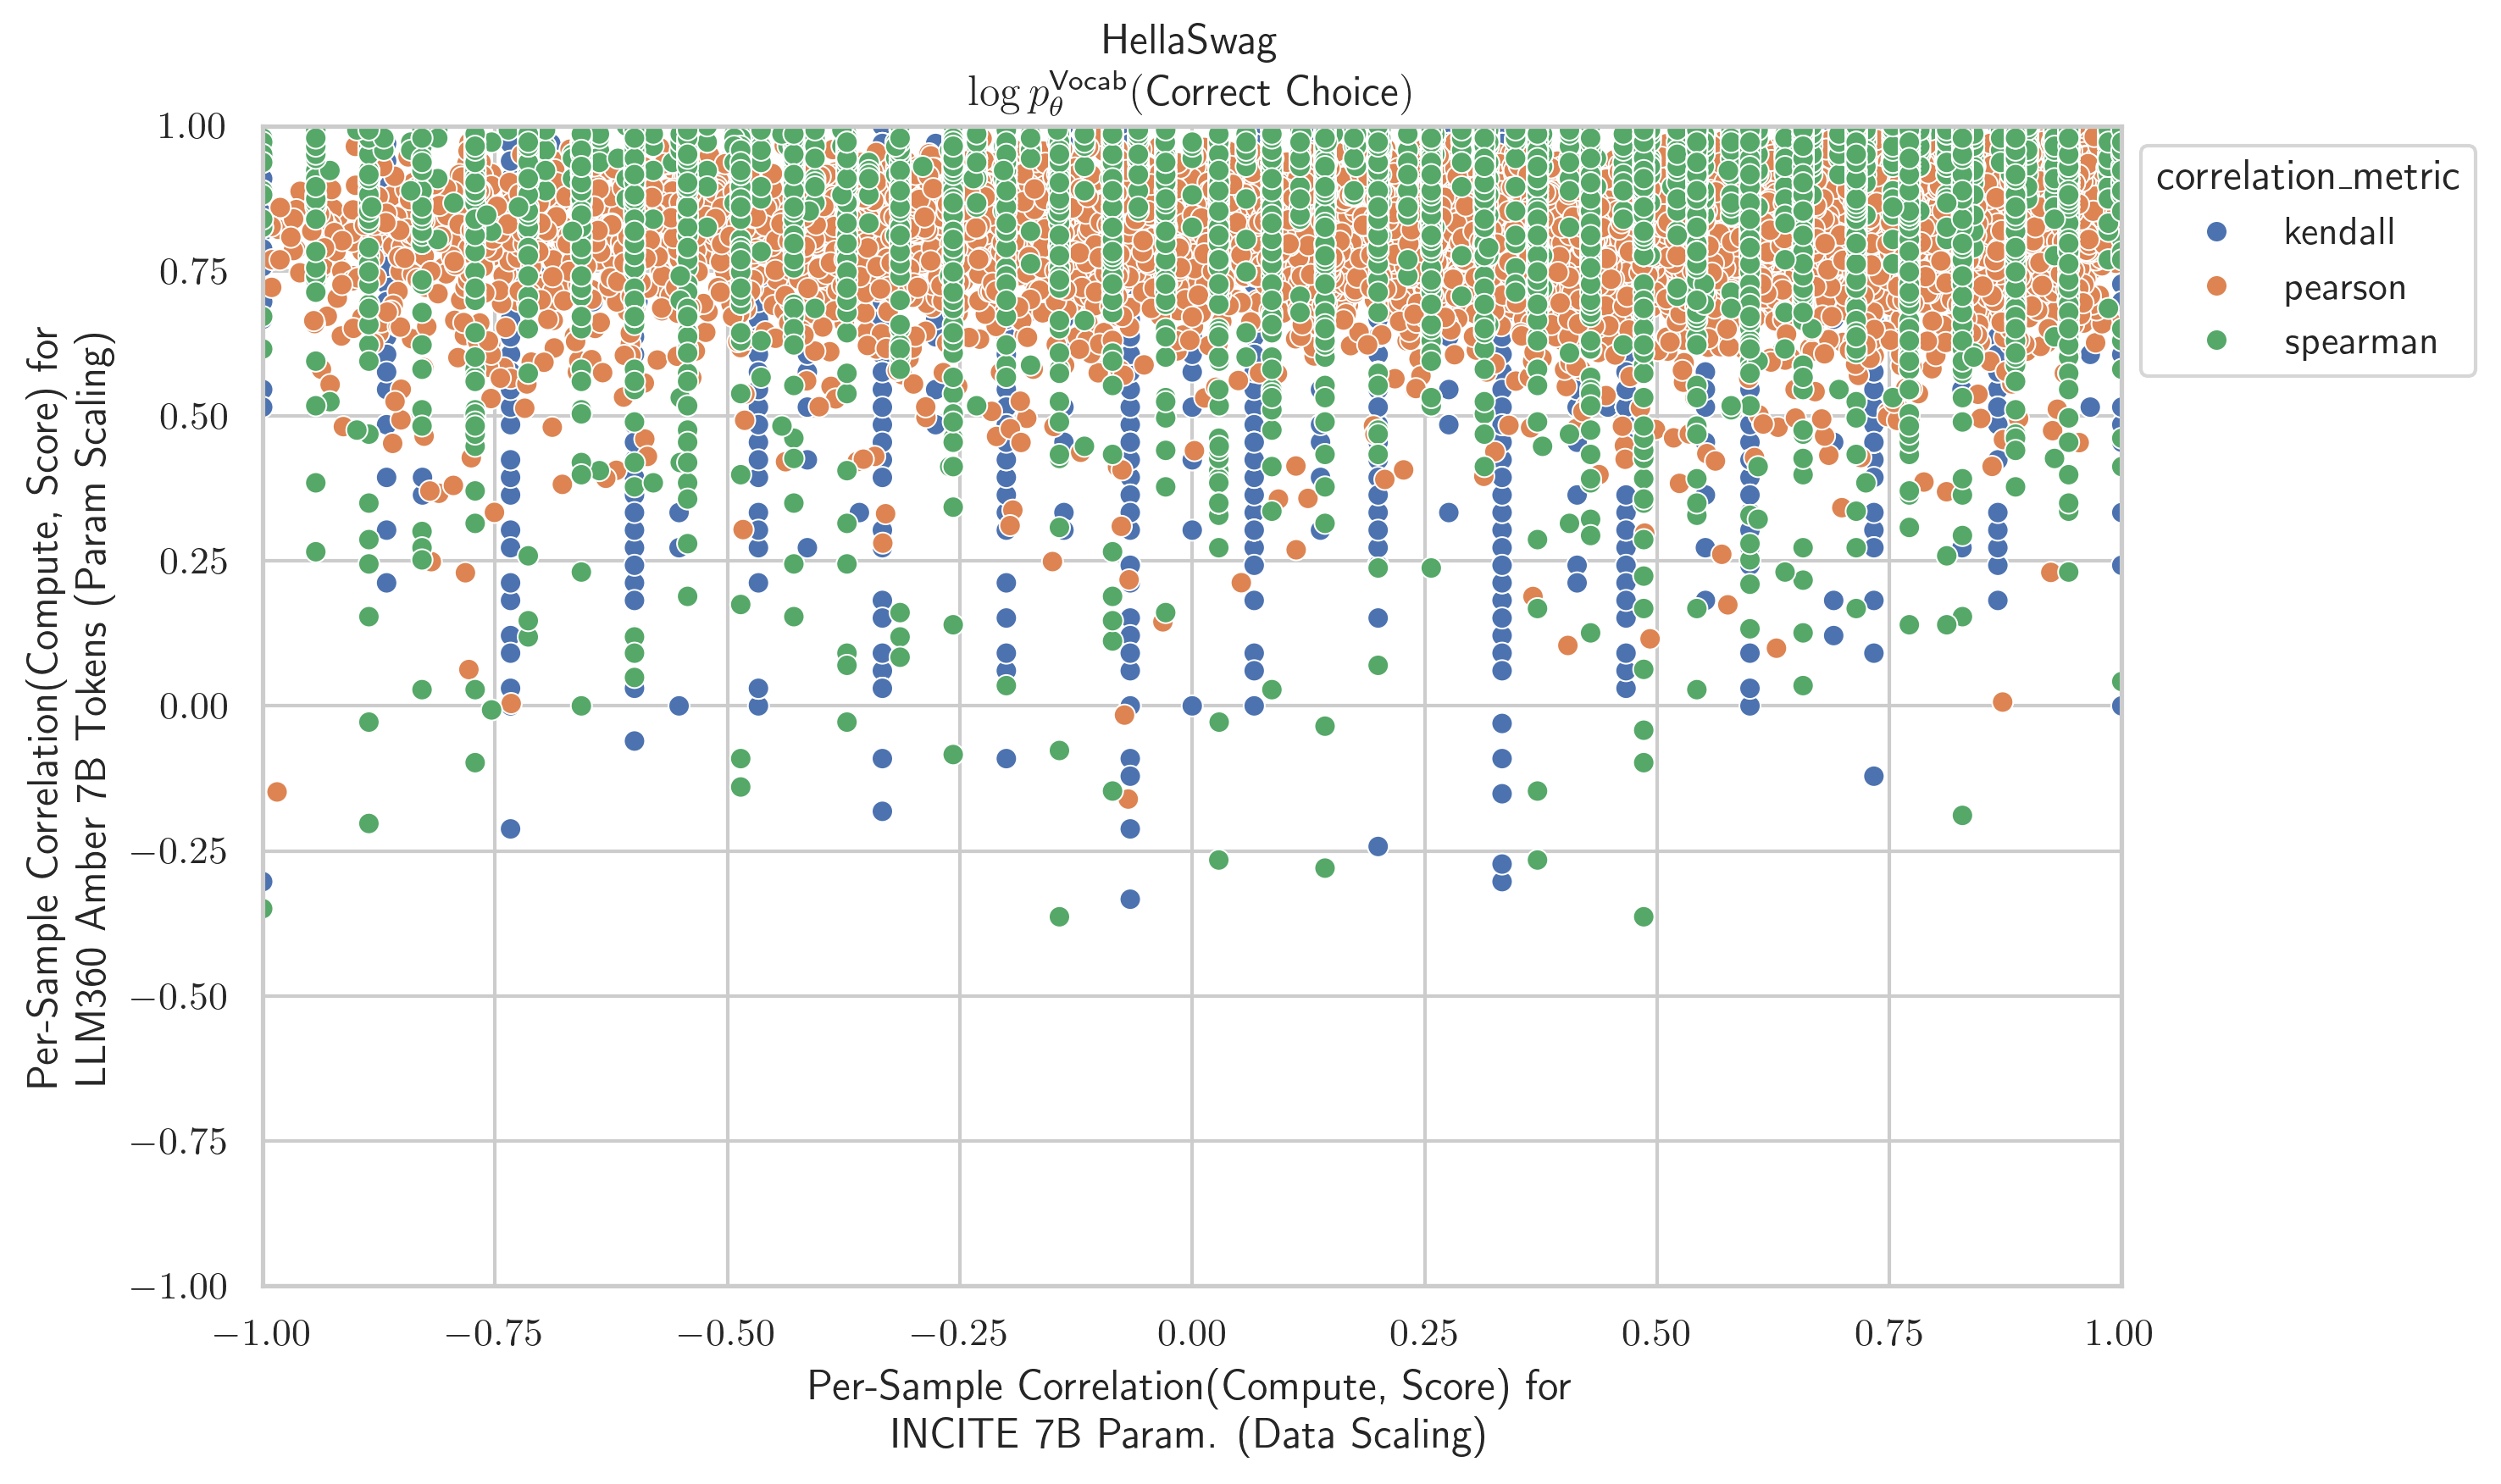 HellaSwag
log p_θ^Vocab(Correct Choice)
1.00
0.75
0.50
0.25
0.00
−0.25
−0.50
−0.75
−1.00
Per-Sample Correlation(Compute, Score) for
LLM360 Amber 7B Tokens (Param Scaling)
−1.00 −0.75 −0.50 −0.25 0.00 0.25 0.50 0.75 1.00
Per-Sample Correlation(Compute, Score) for
INCITE 7B Param. (Data Scaling)
correlation_metric
kendall
pearson
spearman